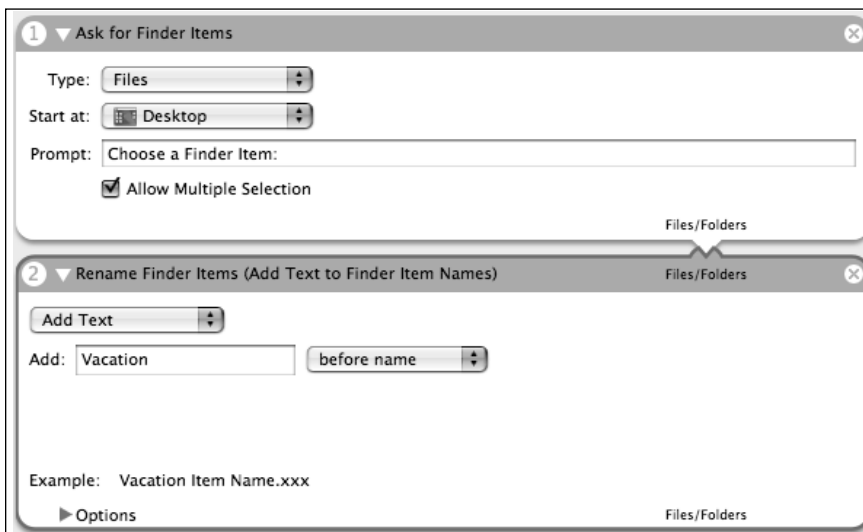 1 Ask for Finder Items
Type: Files
Start at: Desktop
Prompt: Choose a Finder Item:
Allow Multiple Selection
Files/Folders
2 Rename Finder Items (Add Text to Finder Item Names) Files/Folders
Add Text
Add: Vacation before name
Example: Vacation Item Name.xxx
Options Files/Folders